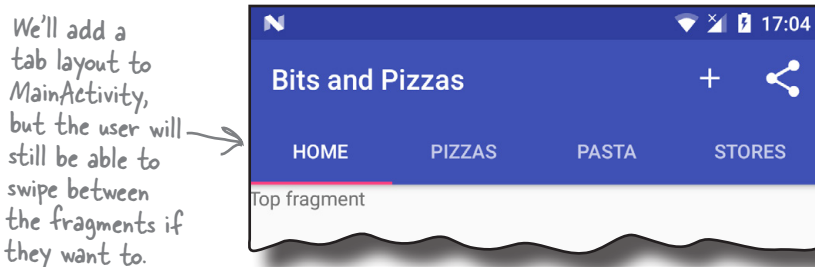 We'll add a
tab layout to
MainActivity,
but the user will
still be able to
swipe between
the fragments if
they want to.
17:04
Bits and Pizzas
HOME PIZZAS PASTA STORES
Top fragment